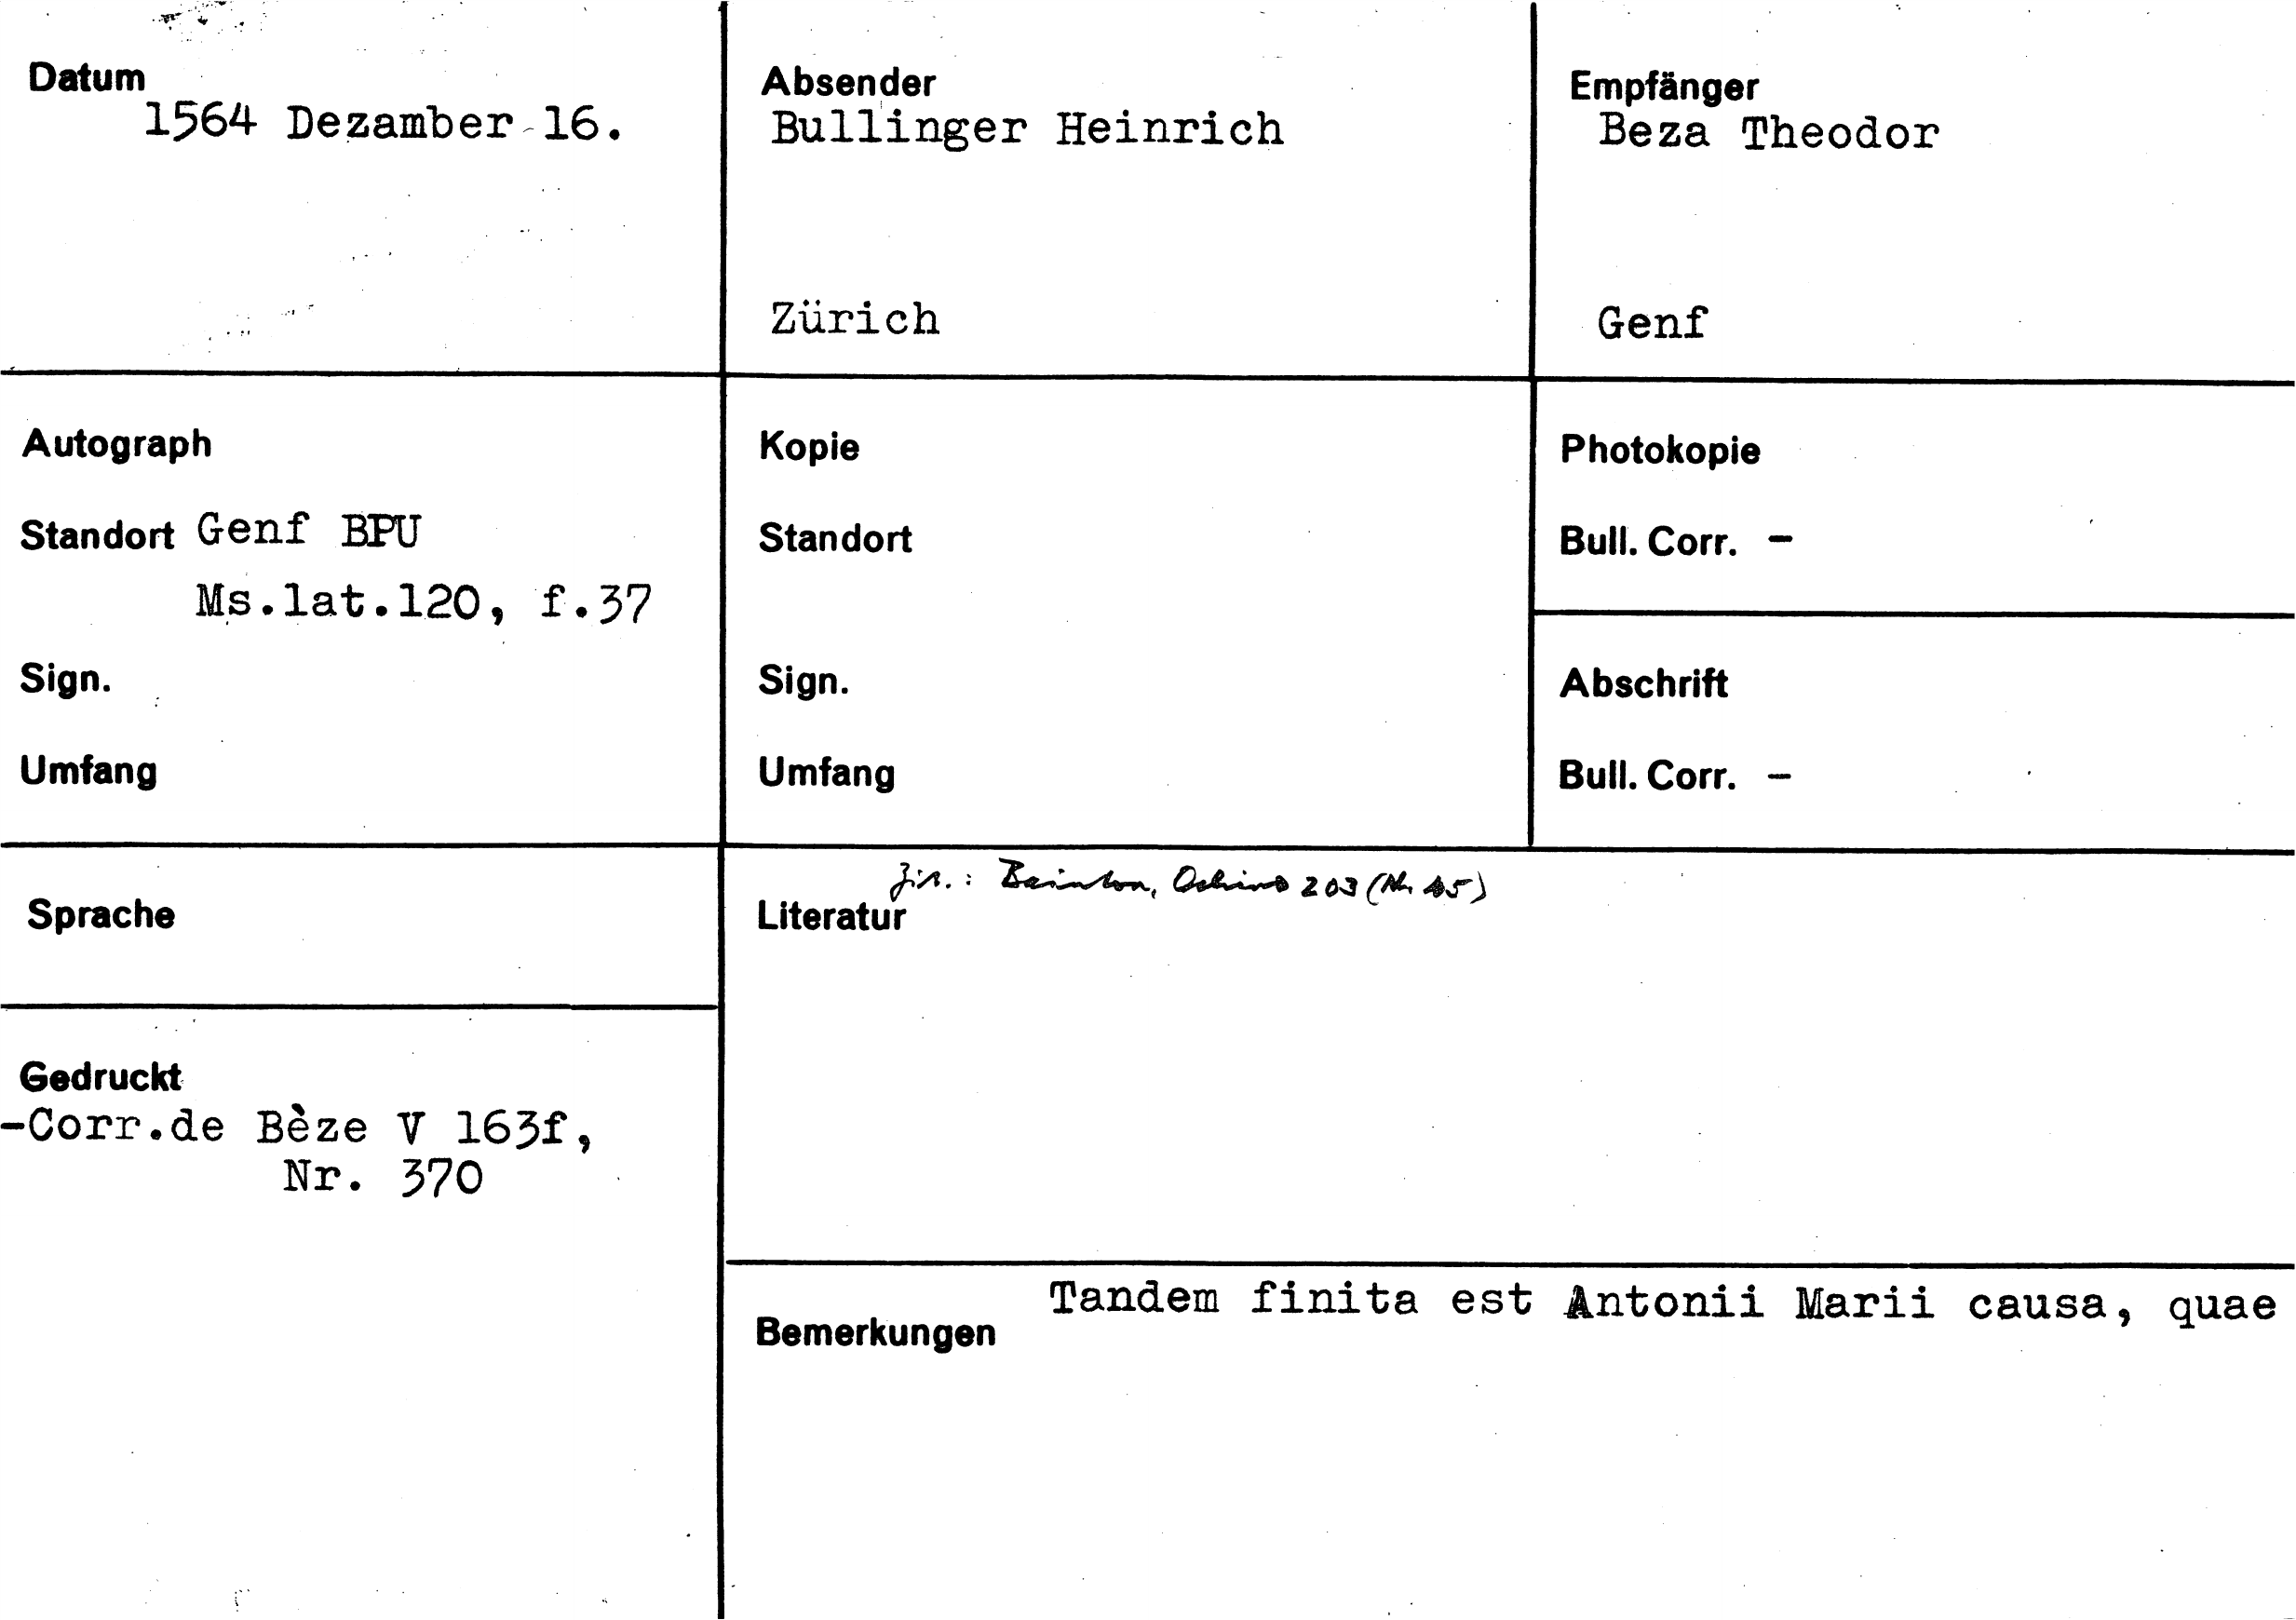 Datum
1564 Dezamber 16.
Absender
Bullinger Heinrich
Zürich
Empfänger
Beza Theodor
Genf
Autograph
Standort Genf BPU
Ms.lat.120, f.37
Sign.
Umfang
Kopie
Standort
Sign.
Umfang
Photokopie
Bull. Corr. -
Abschrift
Bull. Corr. -
Sprache
Gedruckt
-Corr.de Bèze V 163f,
Nr. 370
Zit.: Bainton, Ochino 203 (Nr. 
Literatur
Tandem finita est Antonii Marii causa, quae
Bemerkungen